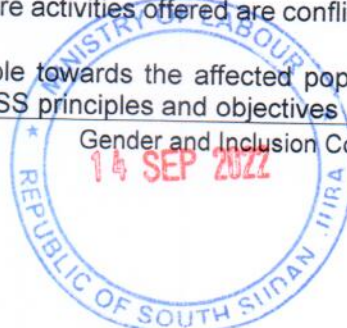 re activities offered are confli
ple towards the affected pop
SS principles and objectives
Gender and Inclusion Co
MINISTRY OF LABOUR
14 SEP 2022
REPUBLIC OF SOUTH SUDAN